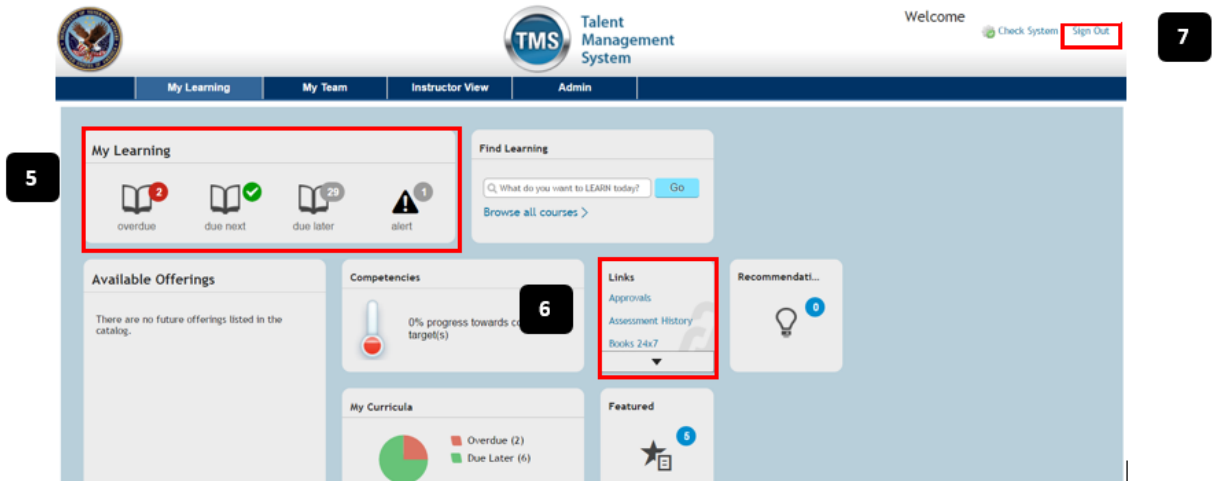 Welcome
Check System
Sign Out
7
TMS
Talent
Management
System
My Learning
My Team
Instructor View
Admin
5
My Learning
2
29
1
overdue
due next
due later
alert
Find Learning
What do you want to LEARN today?
Go
Browse all courses >
Available Offerings
There are no future offerings listed in the
catalog.
Competencies
0% progress towards
target(s)
6
Links
Approvals
Assessment History
Books 24x7
Recommendati...
0
My Curricula
Overdue (2)
Due Later (6)
Featured
5